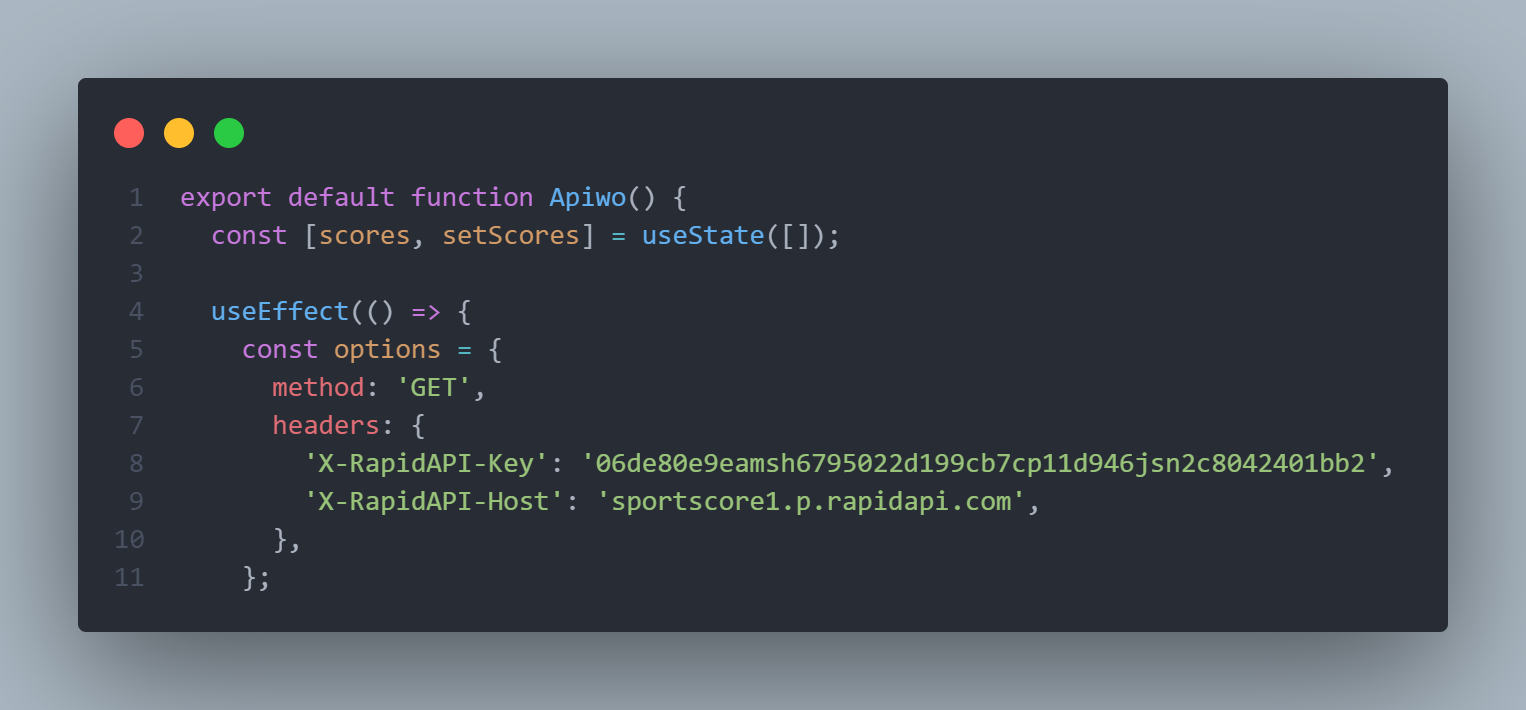 1 export default function Apiwo() {
2 const [scores, setScores] = useState([]);
3
4 useEffect(() => {
5 const options = {
6 method: 'GET',
7 headers: {
8 'X-RapidAPI-Key': '06de80e9eamsh6795022d199cb7cp11d946jsn2c8042401bb2',
9 'X-RapidAPI-Host': 'sportscore1.p.rapidapi.com',
10 },
11 };